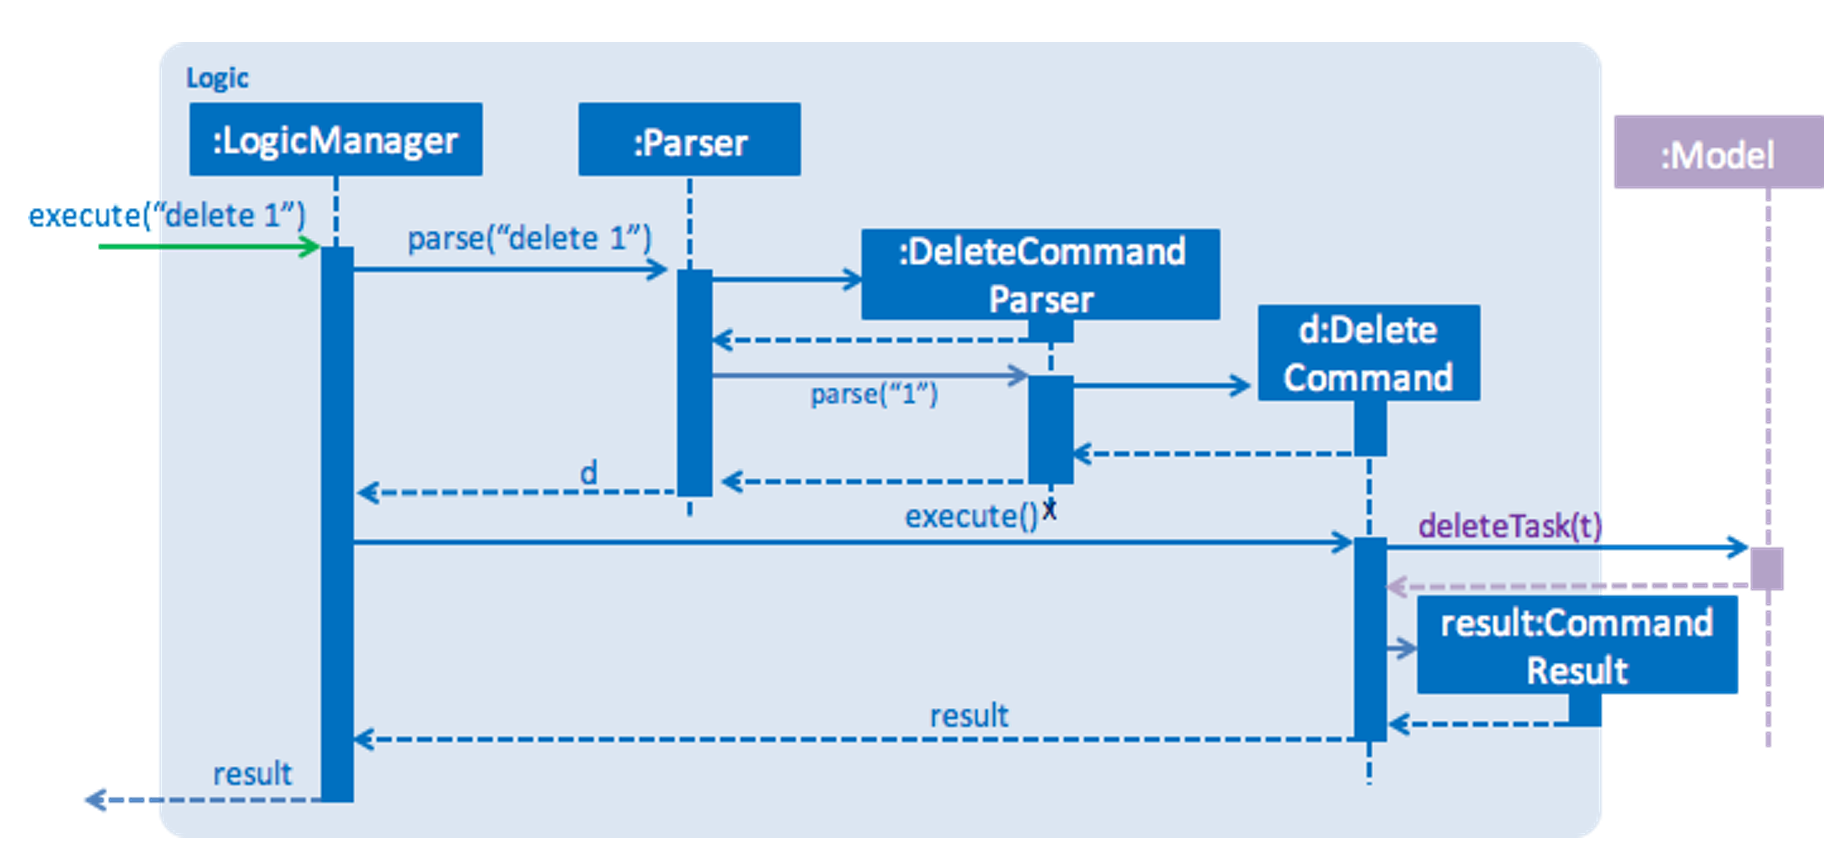 Logic
:LogicManager
:Parser
:Model
execute(“delete 1”)
parse(“delete 1”)
:DeleteCommand
Parser
d:Delete
Command
parse(“1”)
d
execute()
x
deleteTask(t)
result:Command
Result
result
result